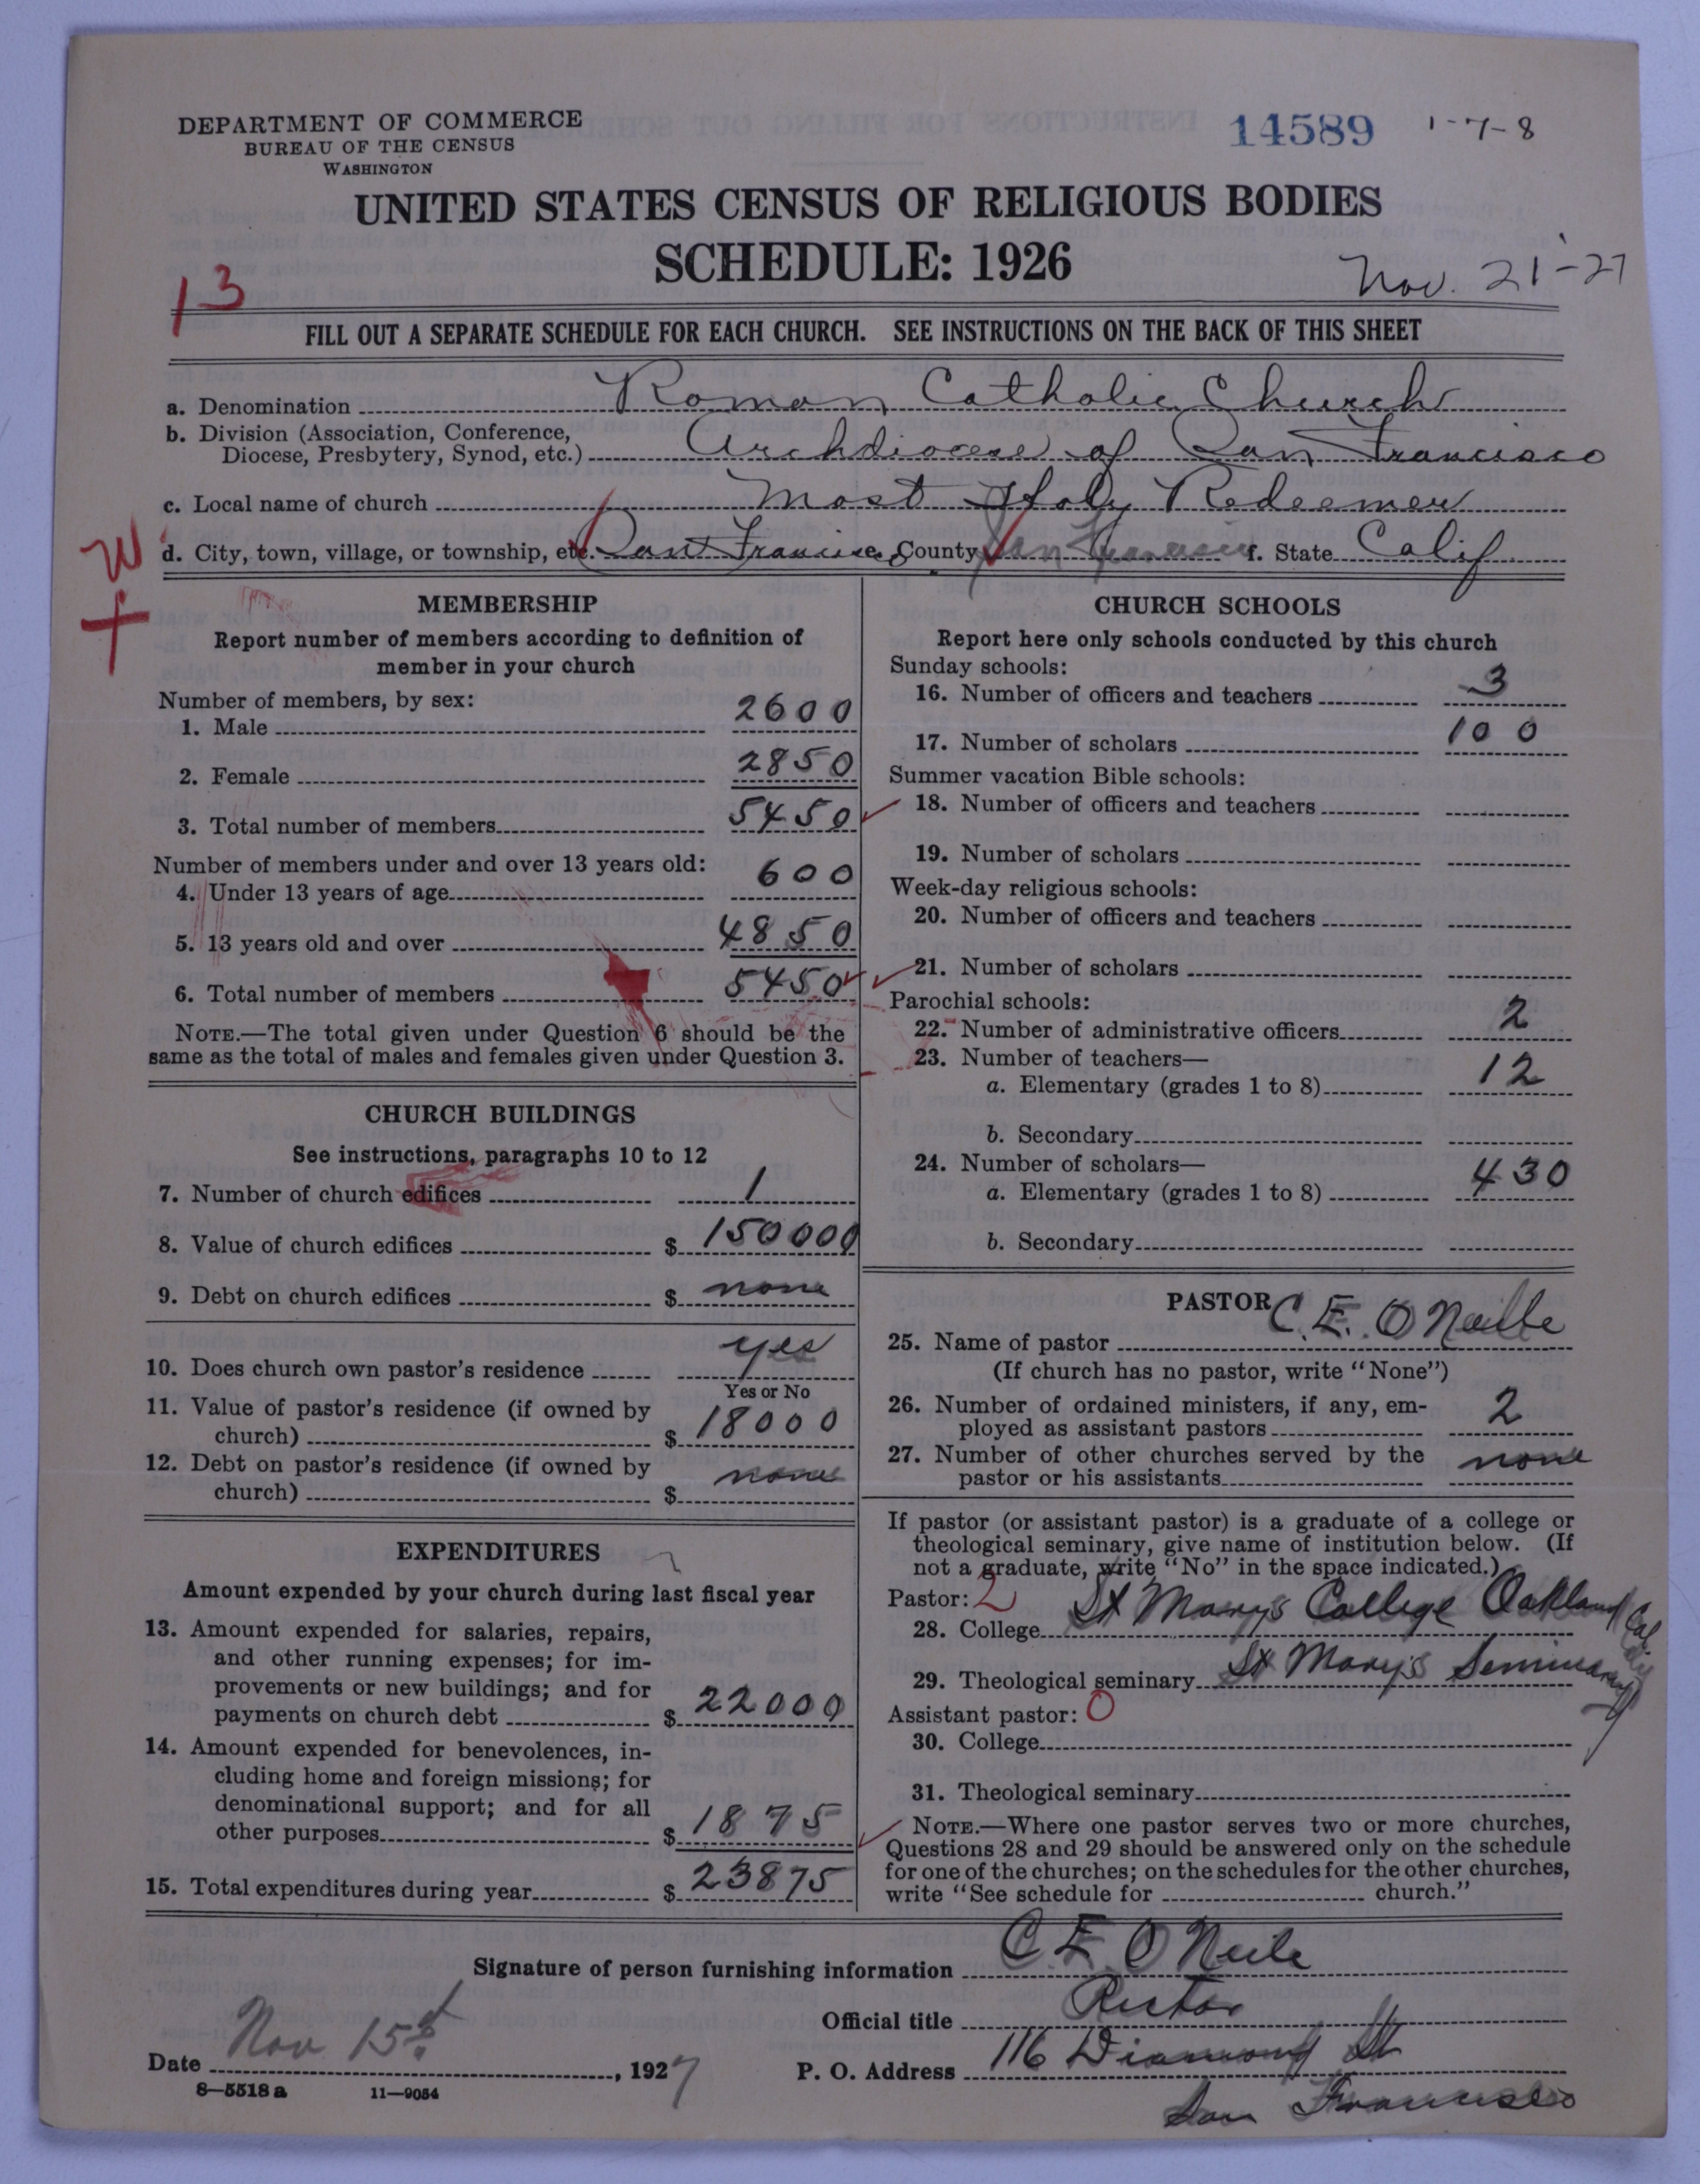 DEPARTMENT OF COMMERCE
BUREAU OF THE CENSUS
WASHINGTON
14589 1-7-8
UNITED STATES CENSUS OF RELIGIOUS BODIES
SCHEDULE: 1926
Nov. 21-27
13
FILL OUT A SEPARATE SCHEDULE FOR EACH CHURCH. SEE INSTRUCTIONS ON THE BACK OF THIS SHEET
a. Denomination Roman Catholic Church
b. Division (Association, Conference, Diocese, Presbytery, Synod, etc.) Archdiocese of San Francisco
c. Local name of church Most Holy Redeemer
W
d. City, town, village, or township, etc. San Francisco e. County San Francisco f. State Calif
MEMBERSHIP
Report number of members according to definition of
member in your church
Number of members, by sex:
1. Male 2600
2. Female 2850
3. Total number of members 5450
Number of members under and over 13 years old:
4. Under 13 years of age 600
5. 13 years old and over 4850
6. Total number of members 5450
NOTE.—The total given under Question 6 should be the
same as the total of males and females given under Question 3.
CHURCH BUILDINGS
See instructions, paragraphs 10 to 12
7. Number of church edifices 1
8. Value of church edifices $ 150000
9. Debt on church edifices $ none
10. Does church own pastor's residence yes
Yes or No
11. Value of pastor's residence (if owned by
church) $ 18000
12. Debt on pastor's residence (if owned by
church) $ none
EXPENDITURES
Amount expended by your church during last fiscal year
13. Amount expended for salaries, repairs,
and other running expenses; for im-
provements or new buildings; and for
payments on church debt $ 22000
14. Amount expended for benevolences, in-
cluding home and foreign missions; for
denominational support; and for all
other purposes $ 1875
15. Total expenditures during year $ 23875
CHURCH SCHOOLS
Report here only schools conducted by this church
Sunday schools:
16. Number of officers and teachers 3
17. Number of scholars 100
Summer vacation Bible schools:
18. Number of officers and teachers
19. Number of scholars
Week-day religious schools:
20. Number of officers and teachers
21. Number of scholars
Parochial schools:
22. Number of administrative officers 2
23. Number of teachers—
a. Elementary (grades 1 to 8) 12
b. Secondary
24. Number of scholars—
a. Elementary (grades 1 to 8) 430
b. Secondary
PASTOR
25. Name of pastor C. E. O
(If church has no pastor, write "None")
26. Number of ordained ministers, if any, em-
ployed as assistant pastors 2
27. Number of other churches served by the
pastor or his assistants none
If pastor (or assistant pastor) is a graduate of a college or
theological seminary, give name of institution below. (If
not a graduate, write "No" in the space indicated.)
Pastor: 2
28. College St Mary's College Oakland Cal
29. Theological seminary St Mary's Seminary
Assistant pastor: 0
30. College
31. Theological seminary
NOTE.—Where one pastor serves two or more churches,
Questions 28 and 29 should be answered only on the schedule
for one of the churches; on the schedules for the other churches,
write "See schedule for church."
Signature of person furnishing information C E O
Official title Rector
Date Nov 15th, 1927
P. O. Address 116 Diamond St
San Francisco
8—5518 a 11—9054